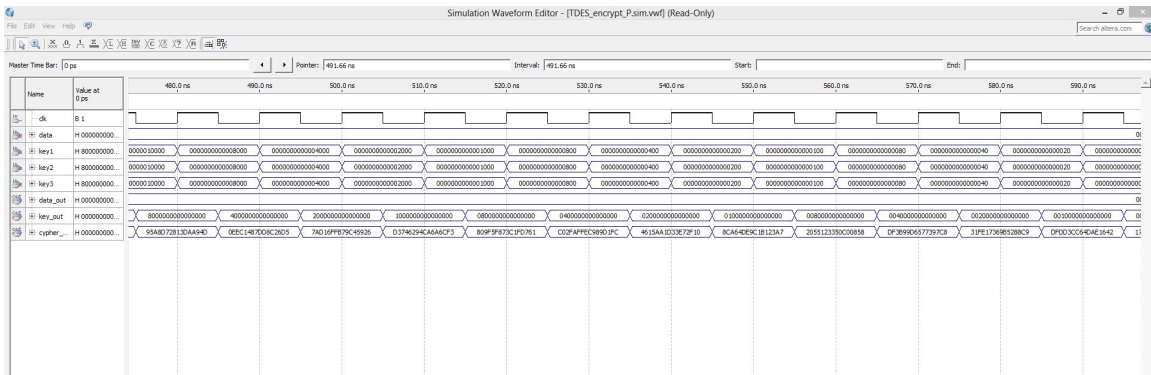 Simulation Waveform Editor - [TDES_encrypt_P.sim.vwf] (Read-Only)
File Edit View Help
Search altera.com
Master Time Bar: 0 ps
Pointer: 491.66 ns
Interval: 491.66 ns
Start:
End:
Name
Value at
0 ps
480.0 ns 490.0 ns 500.0 ns 510.0 ns 520.0 ns 530.0 ns 540.0 ns 550.0 ns 560.0 ns 570.0 ns 580.0 ns 590.0 ns
clk B 1
data H 000000000...
key1 H 800000000... 0000010000 0000000000008000 0000000000004000 0000000000002000 0000000000001000 0000000000000800 0000000000000400 0000000000000200 0000000000000100 0000000000000080 0000000000000040 0000000000000020
key2 H 800000000... 0000010000 0000000000008000 0000000000004000 0000000000002000 0000000000001000 0000000000000800 0000000000000400 0000000000000200 0000000000000100 0000000000000080 0000000000000040 0000000000000020
key3 H 800000000... 0000010000 0000000000008000 0000000000004000 0000000000002000 0000000000001000 0000000000000800 0000000000000400 0000000000000200 0000000000000100 0000000000000080 0000000000000040 0000000000000020
data_out H 000000000...
key_out H 000000000... 8000000000000000 4000000000000000 2000000000000000 1000000000000000 0800000000000000 0400000000000000 0200000000000000 0100000000000000 0080000000000000 0040000000000000 0020000000000000 0010000000000000
cypher_... H 000000000... 95A8D72813DAA94D 0EEC1487DD8C26D5 7AD16FFB79C45926 D3746294CA6A6CF3 809F5F873C1FD761 C02FAFFEC989D1FC 4615AA1D33E72F10 8CA64DE9C1B123A7 2055123350C00858 DF3B99D6577397C8 31FE17369B5288C9 DFDD3CC64DAE1642